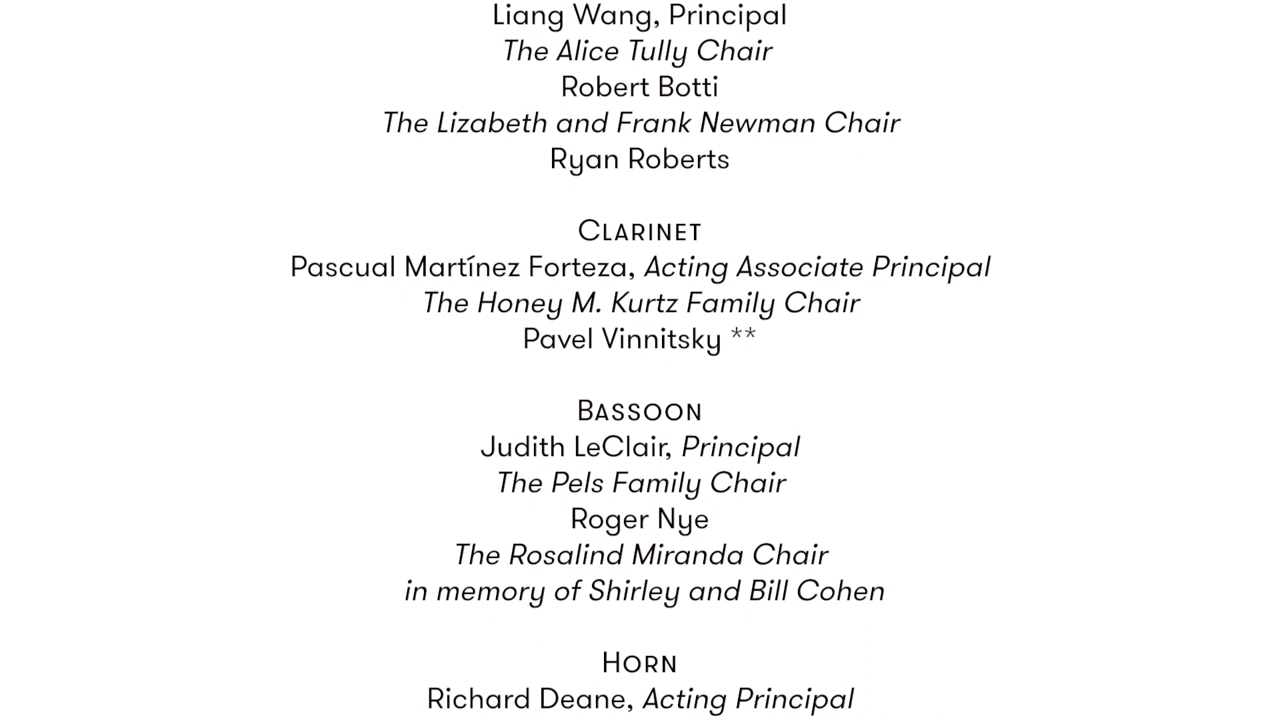 Liang Wang, Principal
The Alice Tully Chair
Robert Botti
The Lizabeth and Frank Newman Chair
Ryan Roberts
CLARINET
Pascual Martínez Forteza, Acting Associate Principal
The Honey M. Kurtz Family Chair
Pavel Vinnitsky **
BASSOON
Judith LeClair, Principal
The Pels Family Chair
Roger Nye
The Rosalind Miranda Chair
in memory of Shirley and Bill Cohen
HORN
Richard Deane, Acting Principal